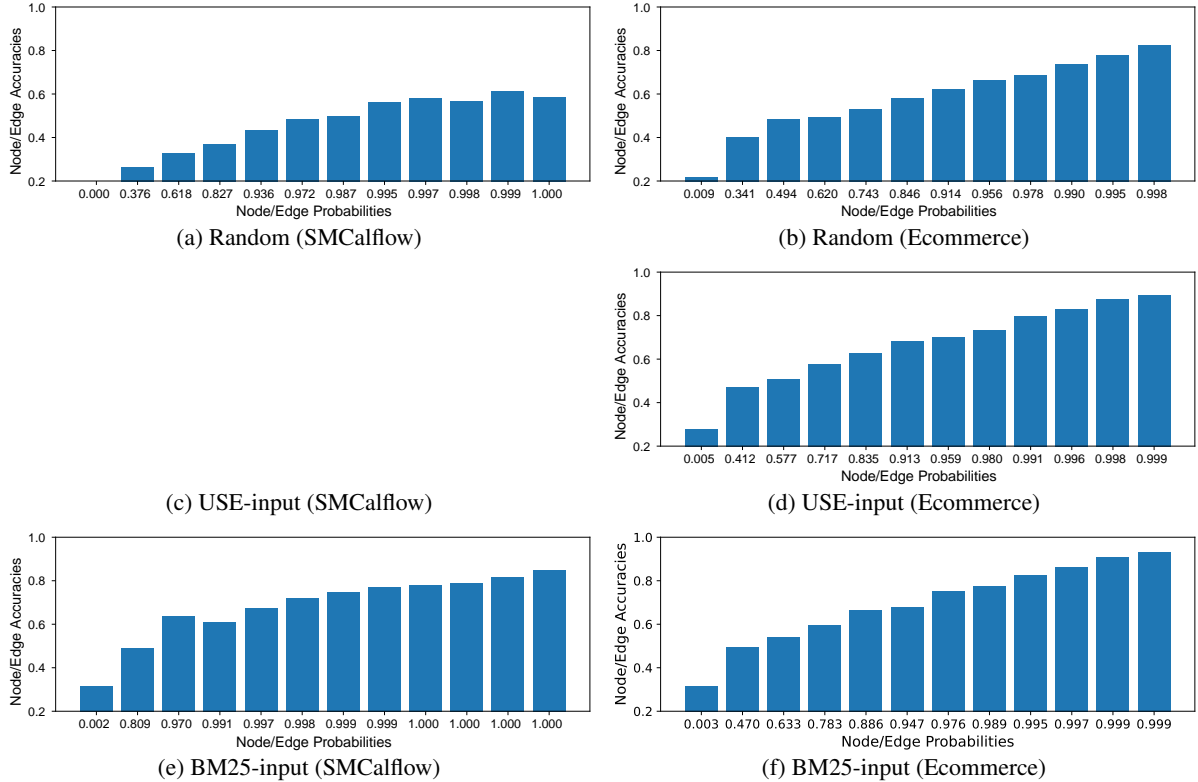 1.0
0.8
0.6
0.4
0.2
Node/Edge Accuracies
0.000 0.376 0.618 0.827 0.936 0.972 0.987 0.995 0.997 0.998 0.999 1.000
Node/Edge Probabilities
(a) Random (SMCalflow)
1.0
0.8
0.6
0.4
0.2
Node/Edge Accuracies
0.009 0.341 0.494 0.620 0.743 0.846 0.914 0.956 0.978 0.990 0.995 0.998
Node/Edge Probabilities
(b) Random (Ecommerce)
(c) USE-input (SMCalflow)
1.0
0.8
0.6
0.4
0.2
Node/Edge Accuracies
0.005 0.412 0.577 0.717 0.835 0.913 0.959 0.980 0.991 0.996 0.998 0.999
Node/Edge Probabilities
(d) USE-input (Ecommerce)
1.0
0.8
0.6
0.4
0.2
Node/Edge Accuracies
0.002 0.809 0.970 0.991 0.997 0.998 0.999 0.999 1.000 1.000 1.000 1.000
Node/Edge Probabilities
(e) BM25-input (SMCalflow)
1.0
0.8
0.6
0.4
0.2
Node/Edge Accuracies
0.003 0.470 0.633 0.783 0.886 0.947 0.976 0.989 0.995 0.997 0.999 0.999
Node/Edge Probabilities
(f) BM25-input (Ecommerce)